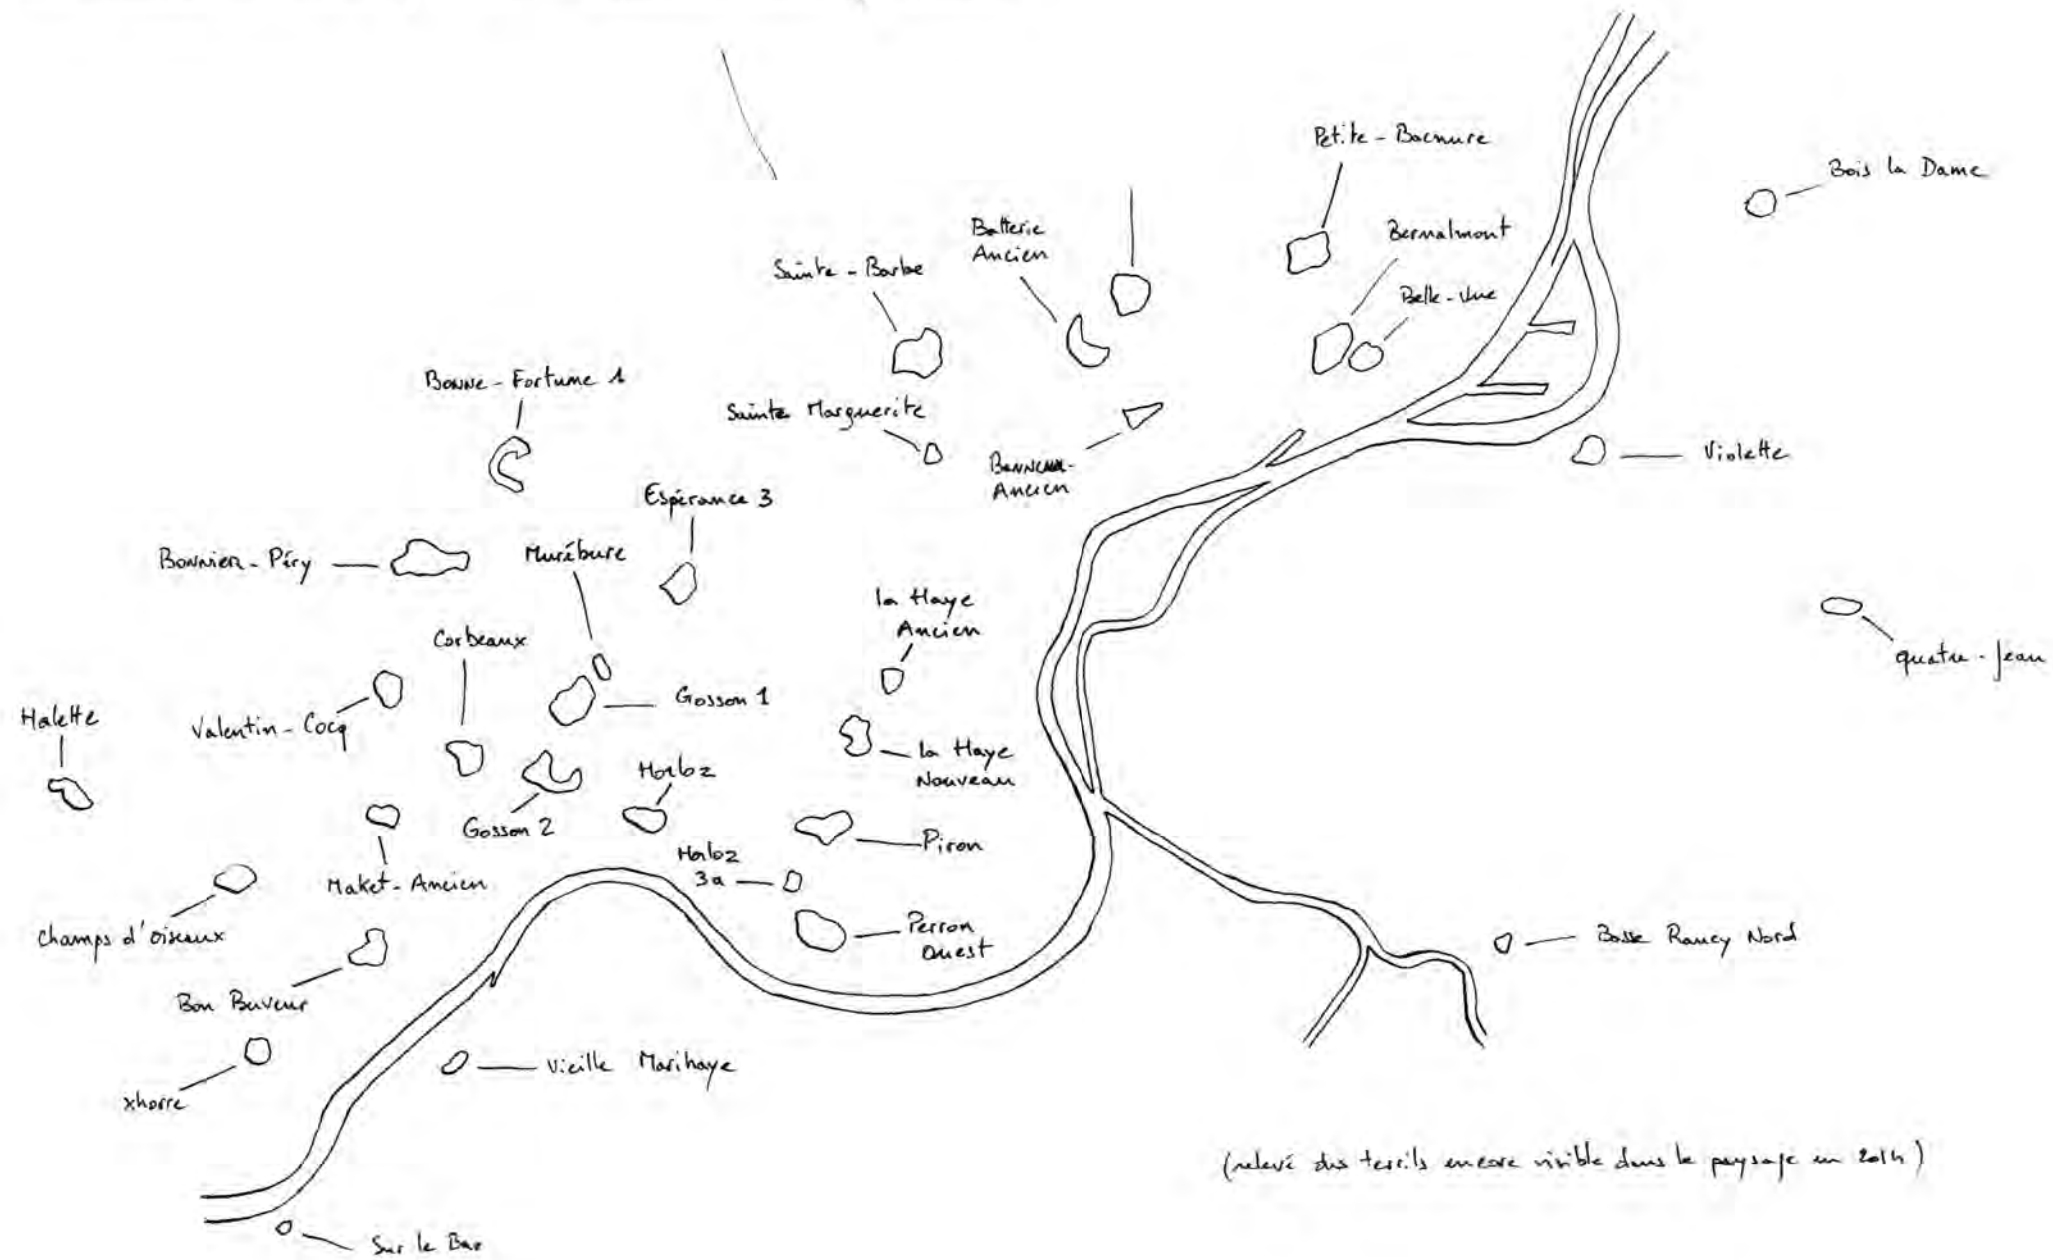 Petite-Bacnure
Bois la Dame
Batterie
Ancien
Bernalmont
Sainte-Barbe
Belle-Vue
Bonne-Fortune 1
Sainte Marguerite
Violette
Ancien
Espérance 3
Bonnier-Péry
Murébure
la Haye
Ancien
Corbeaux
quatre-Jean
Gosson 1
Halette
Valentin-Cocq
la Haye
Nouveau
Horloz
Gosson 2
Piron
Horloz
3a
Maket-Ancien
Champs d'oiseaux
Perron
Ouest
Basse Rancy Nord
Bon Buveur
Vieille Marihaye
xhorre
(relevé des terrils encore visible dans le paysage en 2014)
Sur le Bac